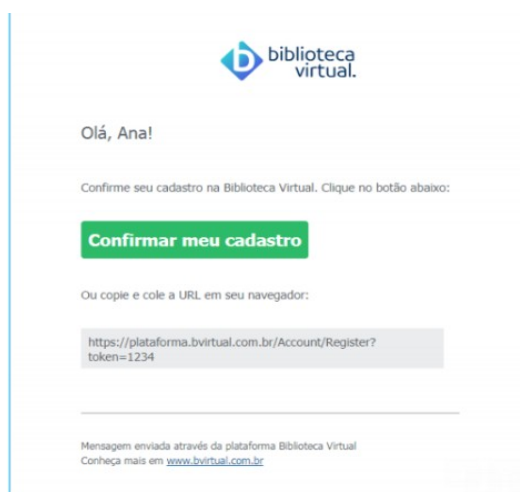 biblioteca
virtual.
Olá, Ana!
Confirme seu cadastro na Biblioteca Virtual. Clique no botão abaixo:
Confirmar meu cadastro
Ou copie e cole a URL em seu navegador:
https://plataforma.bvirtual.com.br/Account/Register?
token=1234
Mensagem enviada através da plataforma Biblioteca Virtual
Conheça mais em www.bvirtual.com.br